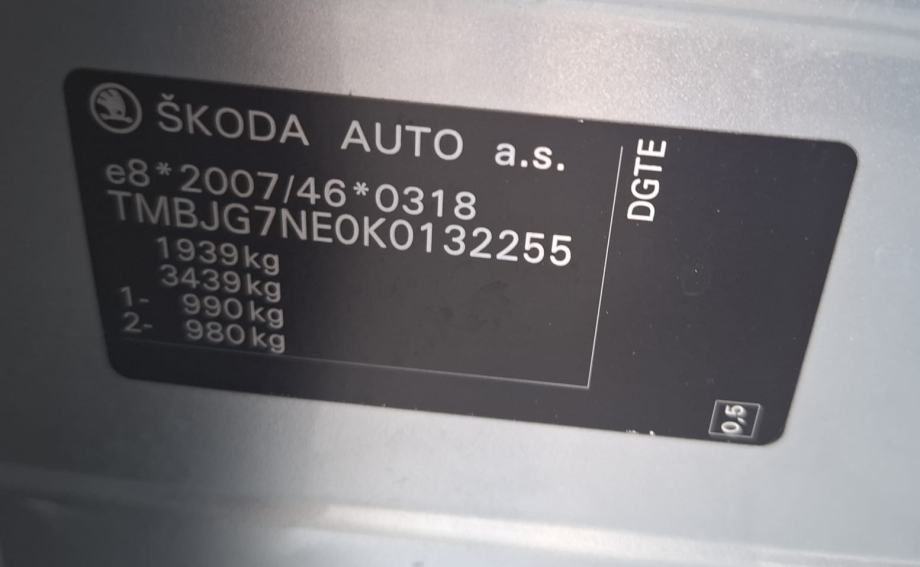 ŠKODA AUTO a.s.
e8*2007/46*0318
TMBJG7NE0K0132255
1939kg
3439kg
1- 990kg
2- 980kg
DGTE
0,5